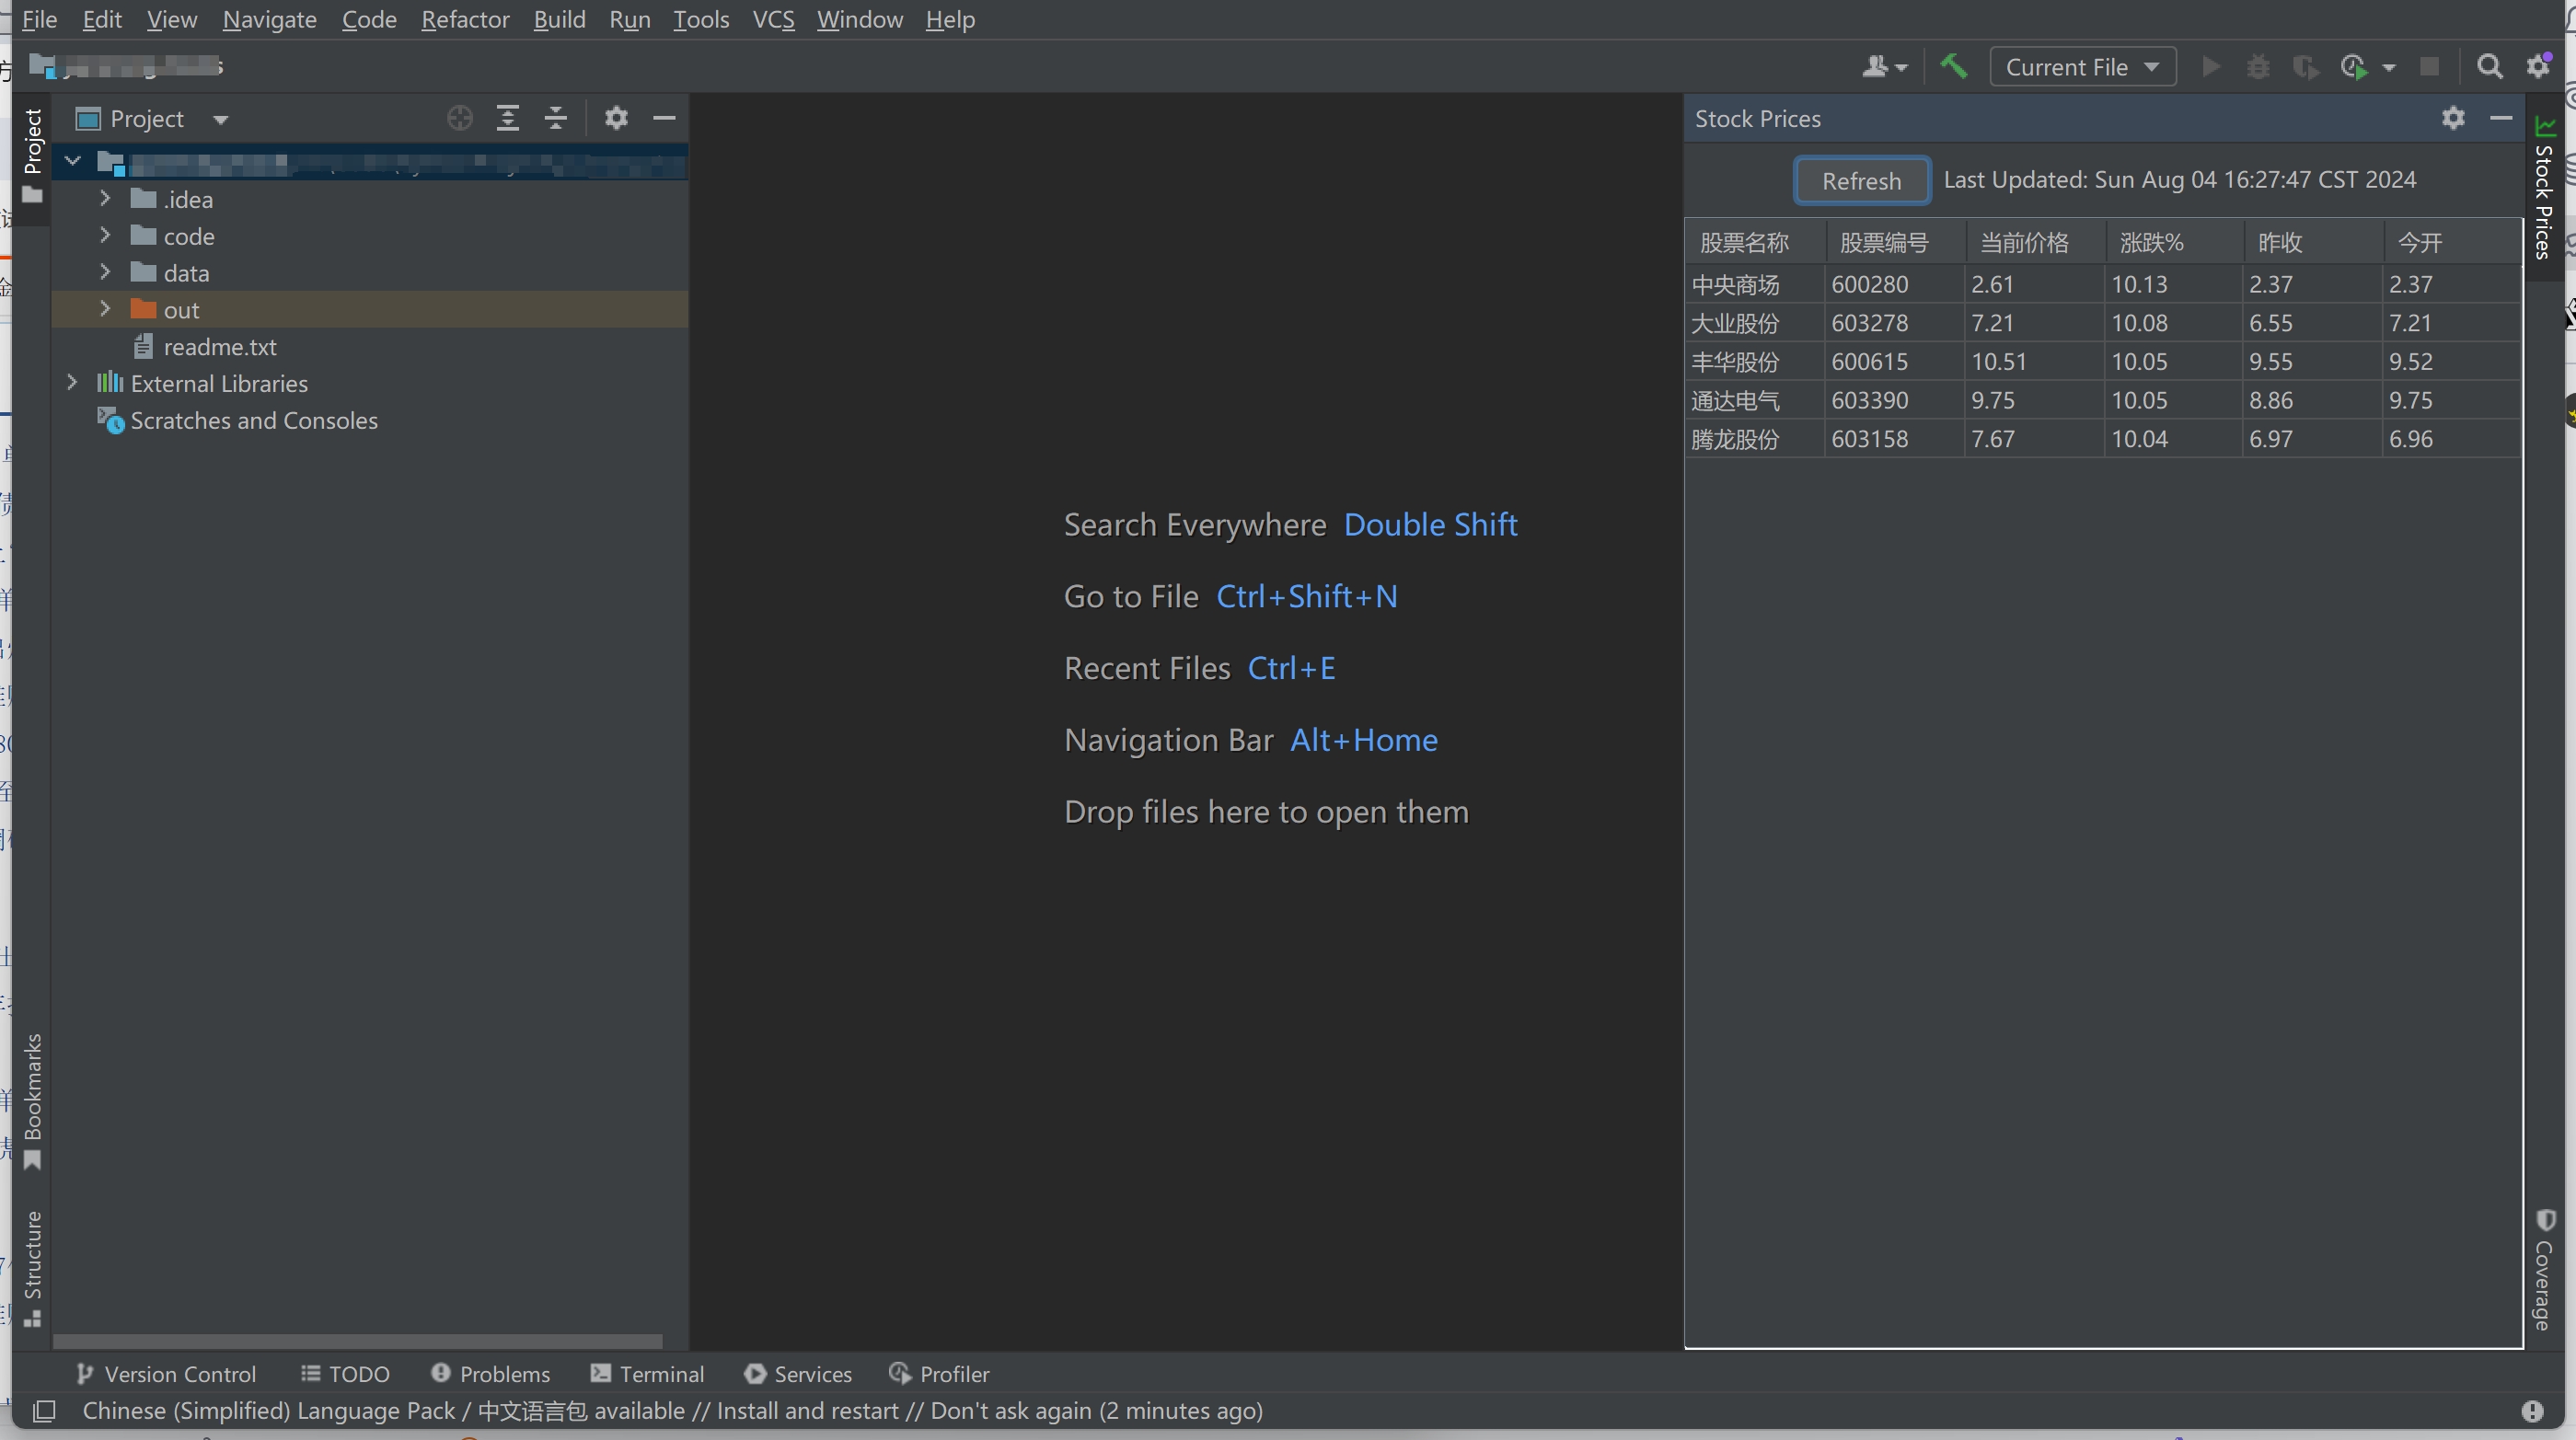 File Edit View Navigate Code Refactor Build Run Tools VCS Window Help
Current File
Project
Project
.idea
code
data
out
readme.txt
External Libraries
Scratches and Consoles
Bookmarks
Structure
Search Everywhere Double Shift
Go to File Ctrl+Shift+N
Recent Files Ctrl+E
Navigation Bar Alt+Home
Drop files here to open them
Stock Prices
Refresh Last Updated: Sun Aug 04 16:27:47 CST 2024
股票名称 股票编号 当前价格 涨跌% 昨收 今开
中央商场 600280 2.61 10.13 2.37 2.37
大业股份 603278 7.21 10.08 6.55 7.21
丰华股份 600615 10.51 10.05 9.55 9.52
通达电气 603390 9.75 10.05 8.86 9.75
腾龙股份 603158 7.67 10.04 6.97 6.96
Stock Prices
Coverage
Version Control TODO Problems Terminal Services Profiler
Chinese (Simplified) Language Pack / 中文语言包 available // Install and restart // Don't ask again (2 minutes ago)